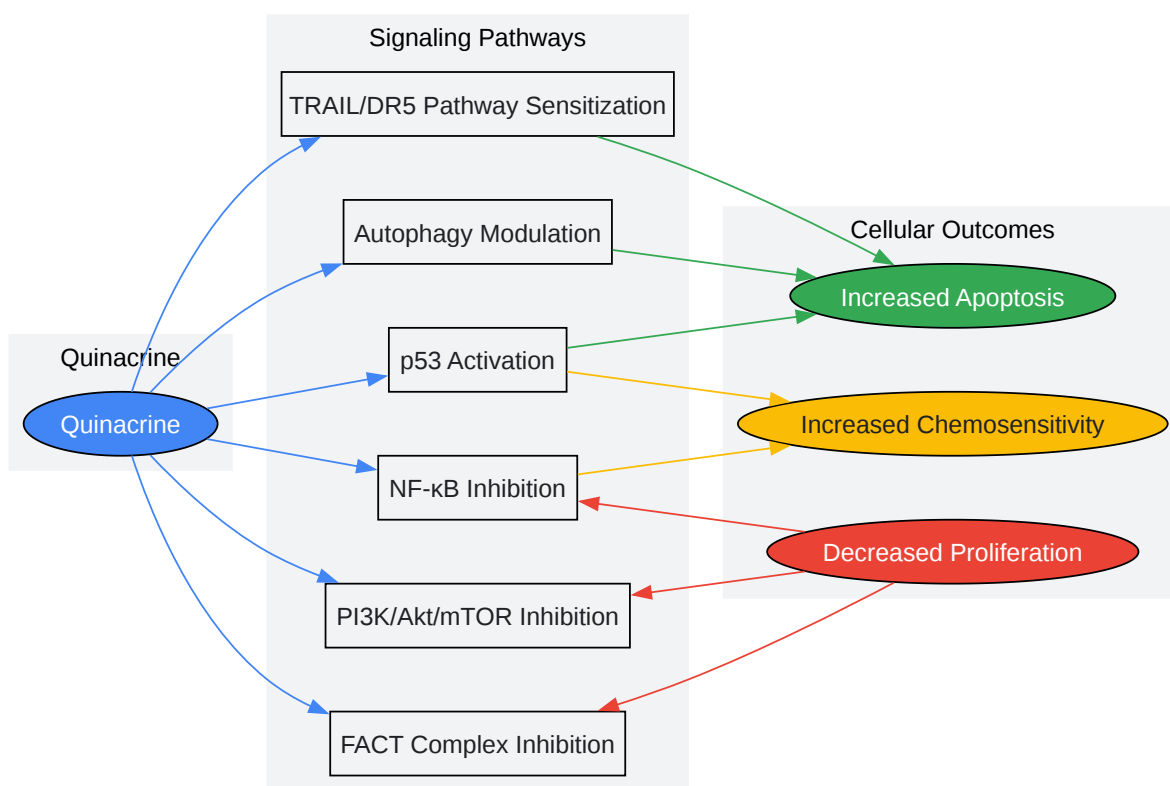 Signaling Pathways
TRAIL/DR5 Pathway Sensitization
Autophagy Modulation
p53 Activation
NF-κB Inhibition
PI3K/Akt/mTOR Inhibition
FACT Complex Inhibition
Quinacrine
Quinacrine
Cellular Outcomes
Increased Apoptosis
Increased Chemosensitivity
Decreased Proliferation